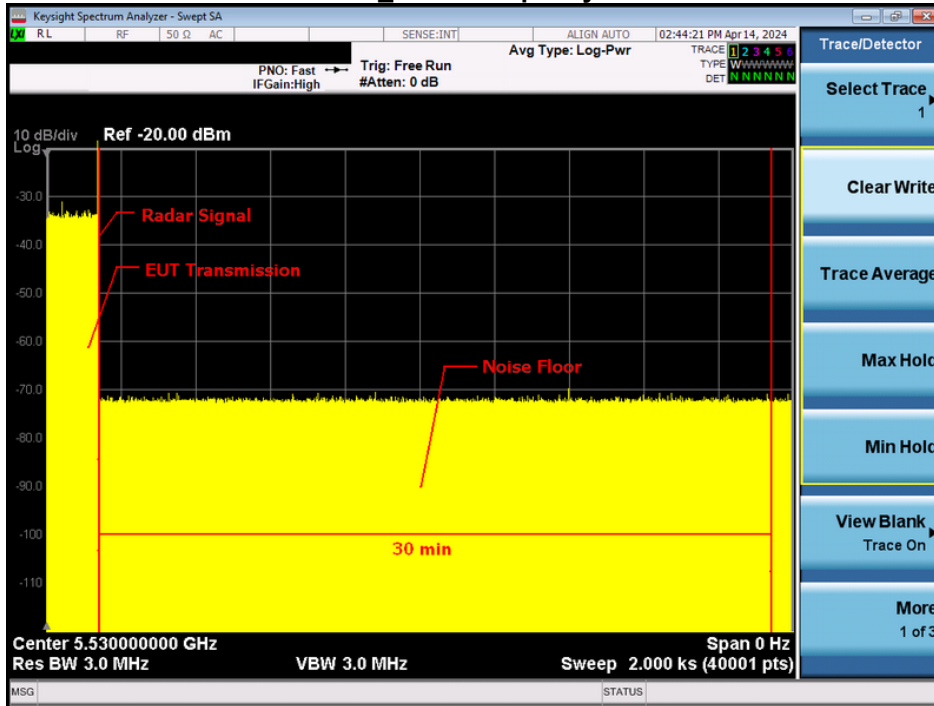 Keysight Spectrum Analyzer - Swept SA
LXI RL RF 50 Ω AC SENSE:INT ALIGN AUTO 02:44:21 PM Apr 14, 2024
Avg Type: Log-Pwr
TRACE 1 2 3 4 5 6
TYPE WWWWWW
DET N N N N N N
PNO: Fast
IFGain:High
Trig: Free Run
#Atten: 0 dB
10 dB/div
Log
Ref -20.00 dBm
-30.0
-40.0
-50.0
-60.0
-70.0
-80.0
-90.0
-100
-110
Radar Signal
EUT Transmission
Noise Floor
30 min
Center 5.530000000 GHz
Span 0 Hz
Res BW 3.0 MHz
VBW 3.0 MHz
Sweep 2.000 ks (40001 pts)
MSG
STATUS
Trace/Detector
Select Trace
1
Clear Write
Trace Average
Max Hold
Min Hold
View Blank
Trace On
More
1 of 3